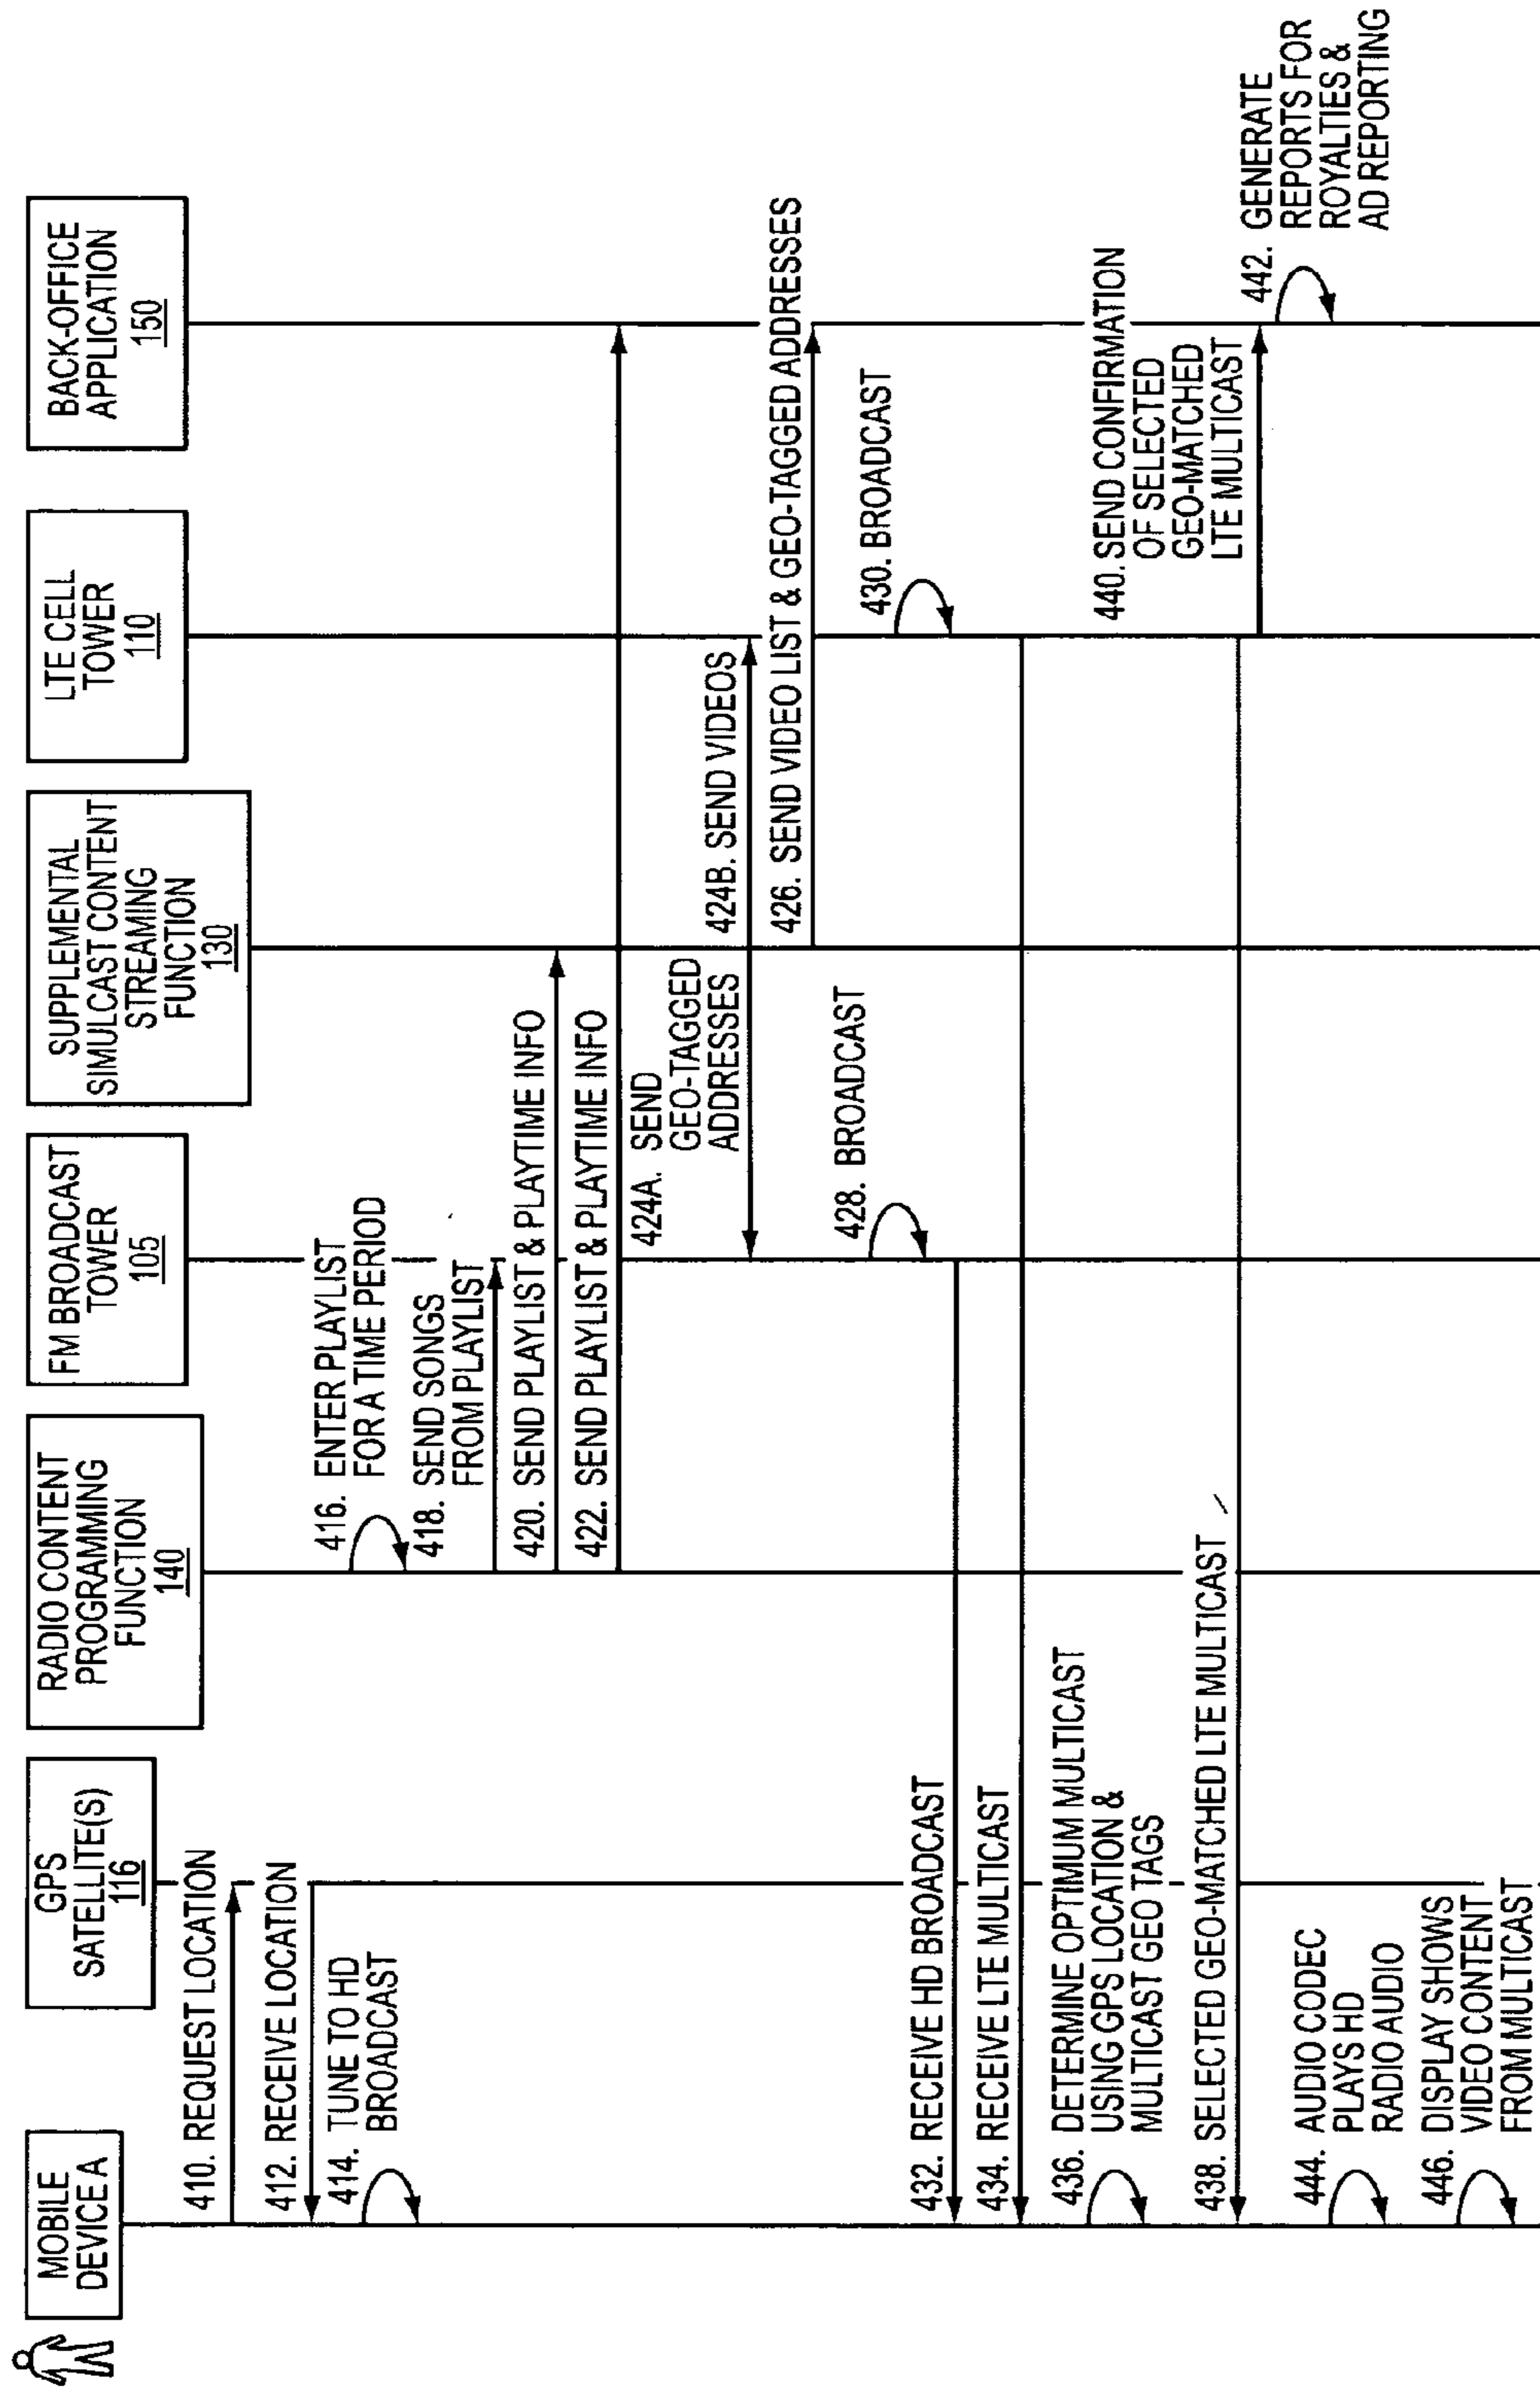 MOBILE
DEVICE A
GPS
SATELLITE(S)
116
RADIO CONTENT
PROGRAMMING
FUNCTION
140
FM BROADCAST
TOWER
105
SUPPLEMENTAL
SIMULCAST CONTENT
STREAMING
FUNCTION
130
LTE CELL
TOWER
110
BACK-OFFICE
APPLICATION
150
410. REQUEST LOCATION
412. RECEIVE LOCATION
414. TUNE TO HD
BROADCAST
416. ENTER PLAYLIST
FOR A TIME PERIOD
418. SEND SONGS
FROM PLAYLIST
420. SEND PLAYLIST & PLAYTIME INFO
422. SEND PLAYLIST & PLAYTIME INFO
424A. SEND
GEO-TAGGED
ADDRESSES
424B. SEND VIDEOS
426. SEND VIDEO LIST & GEO-TAGGED ADDRESSES
428. BROADCAST
430. BROADCAST
432. RECEIVE HD BROADCAST
434. RECEIVE LTE MULTICAST
436. DETERMINE OPTIMUM MULTICAST
USING GPS LOCATION &
MULTICAST GEO TAGS
438. SELECTED GEO-MATCHED LTE MULTICAST
440. SEND CONFIRMATION
OF SELECTED
GEO-MATCHED
LTE MULTICAST
442. GENERATE
REPORTS FOR
ROYALTIES &
AD REPORTING
444. AUDIO CODEC
PLAYS HD
RADIO AUDIO
446. DISPLAY SHOWS
VIDEO CONTENT
FROM MULTICAST